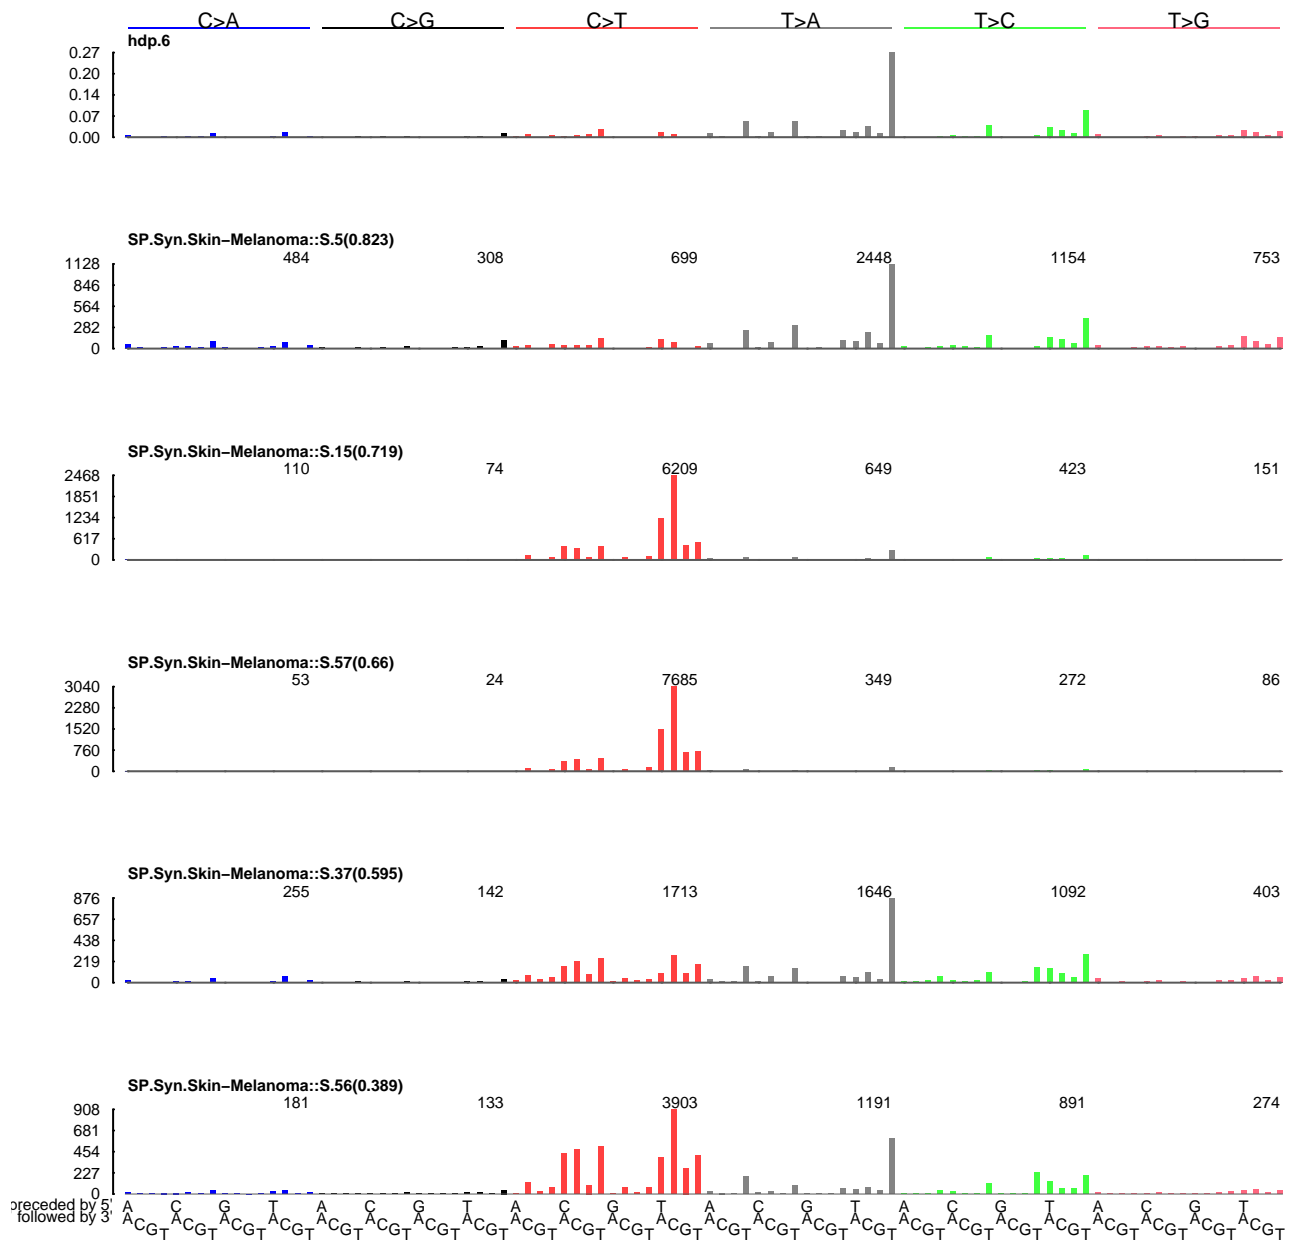 C>A C>G C>T T>A T>C T>G
hdp.6
0.27
0.20
0.14
0.07
0.00
SP.Syn.Skin−Melanoma::S.5(0.823)
484 308 699 2448 1154 753
1128
846
564
282
0
SP.Syn.Skin−Melanoma::S.15(0.719)
110 74 6209 649 423 151
2468
1851
1234
617
0
SP.Syn.Skin−Melanoma::S.57(0.66)
53 24 7685 349 272 86
3040
2280
1520
760
0
SP.Syn.Skin−Melanoma::S.37(0.595)
255 142 1713 1646 1092 403
876
657
438
219
0
SP.Syn.Skin−Melanoma::S.56(0.389)
181 133 3903 1191 891 274
908
681
454
227
0
preceded by 5' A C G T A C G T A C G T A C G T A C G T A C G T
followed by 3' A C G T A C G T A C G T A C G T A C G T A C G T A C G T A C G T A C G T A C G T A C G T A C G T A C G T A C G T A C G T A C G T A C G T A C G T A C G T A C G T A C G T A C G T A C G T A C G T